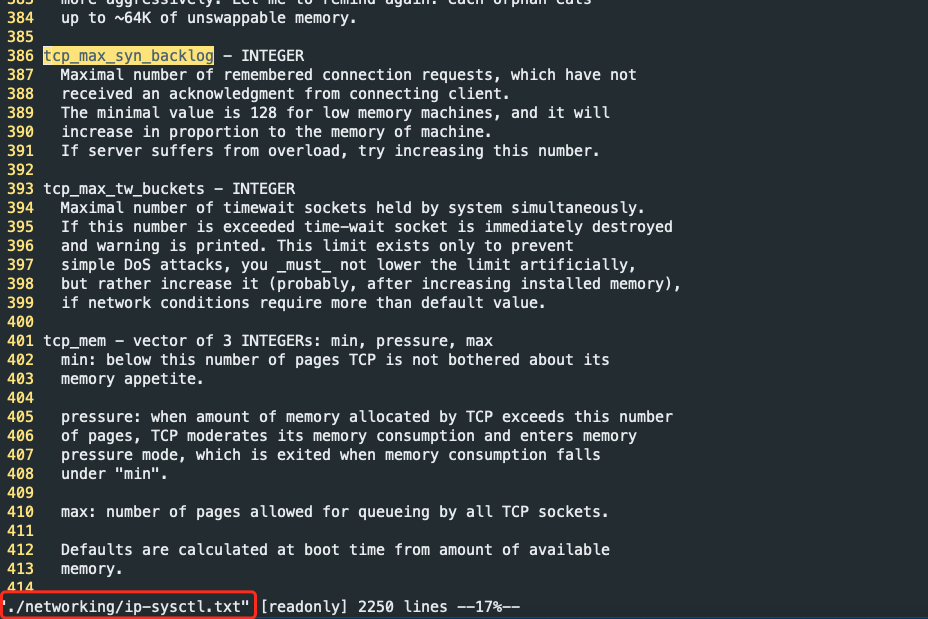 383 more aggressively. Let me to remind again: each orphan eats
384 up to ~64K of unswappable memory.
385
386 tcp_max_syn_backlog – INTEGER
387 Maximal number of remembered connection requests, which have not
388 received an acknowledgment from connecting client.
389 The minimal value is 128 for low memory machines, and it will
390 increase in proportion to the memory of machine.
391 If server suffers from overload, try increasing this number.
392
393 tcp_max_tw_buckets – INTEGER
394 Maximal number of timewait sockets held by system simultaneously.
395 If this number is exceeded time-wait socket is immediately destroyed
396 and warning is printed. This limit exists only to prevent
397 simple DoS attacks, you _must_ not lower the limit artificially,
398 but rather increase it (probably, after increasing installed memory),
399 if network conditions require more than default value.
400
401 tcp_mem – vector of 3 INTEGERs: min, pressure, max
402 min: below this number of pages TCP is not bothered about its
403 memory appetite.
404
405 pressure: when amount of memory allocated by TCP exceeds this number
406 of pages, TCP moderates its memory consumption and enters memory
407 pressure mode, which is exited when memory consumption falls
408 under "min".
409
410 max: number of pages allowed for queueing by all TCP sockets.
411
412 Defaults are calculated at boot time from amount of available
413 memory.
414
"./networking/ip-sysctl.txt" [readonly] 2250 lines --17%--